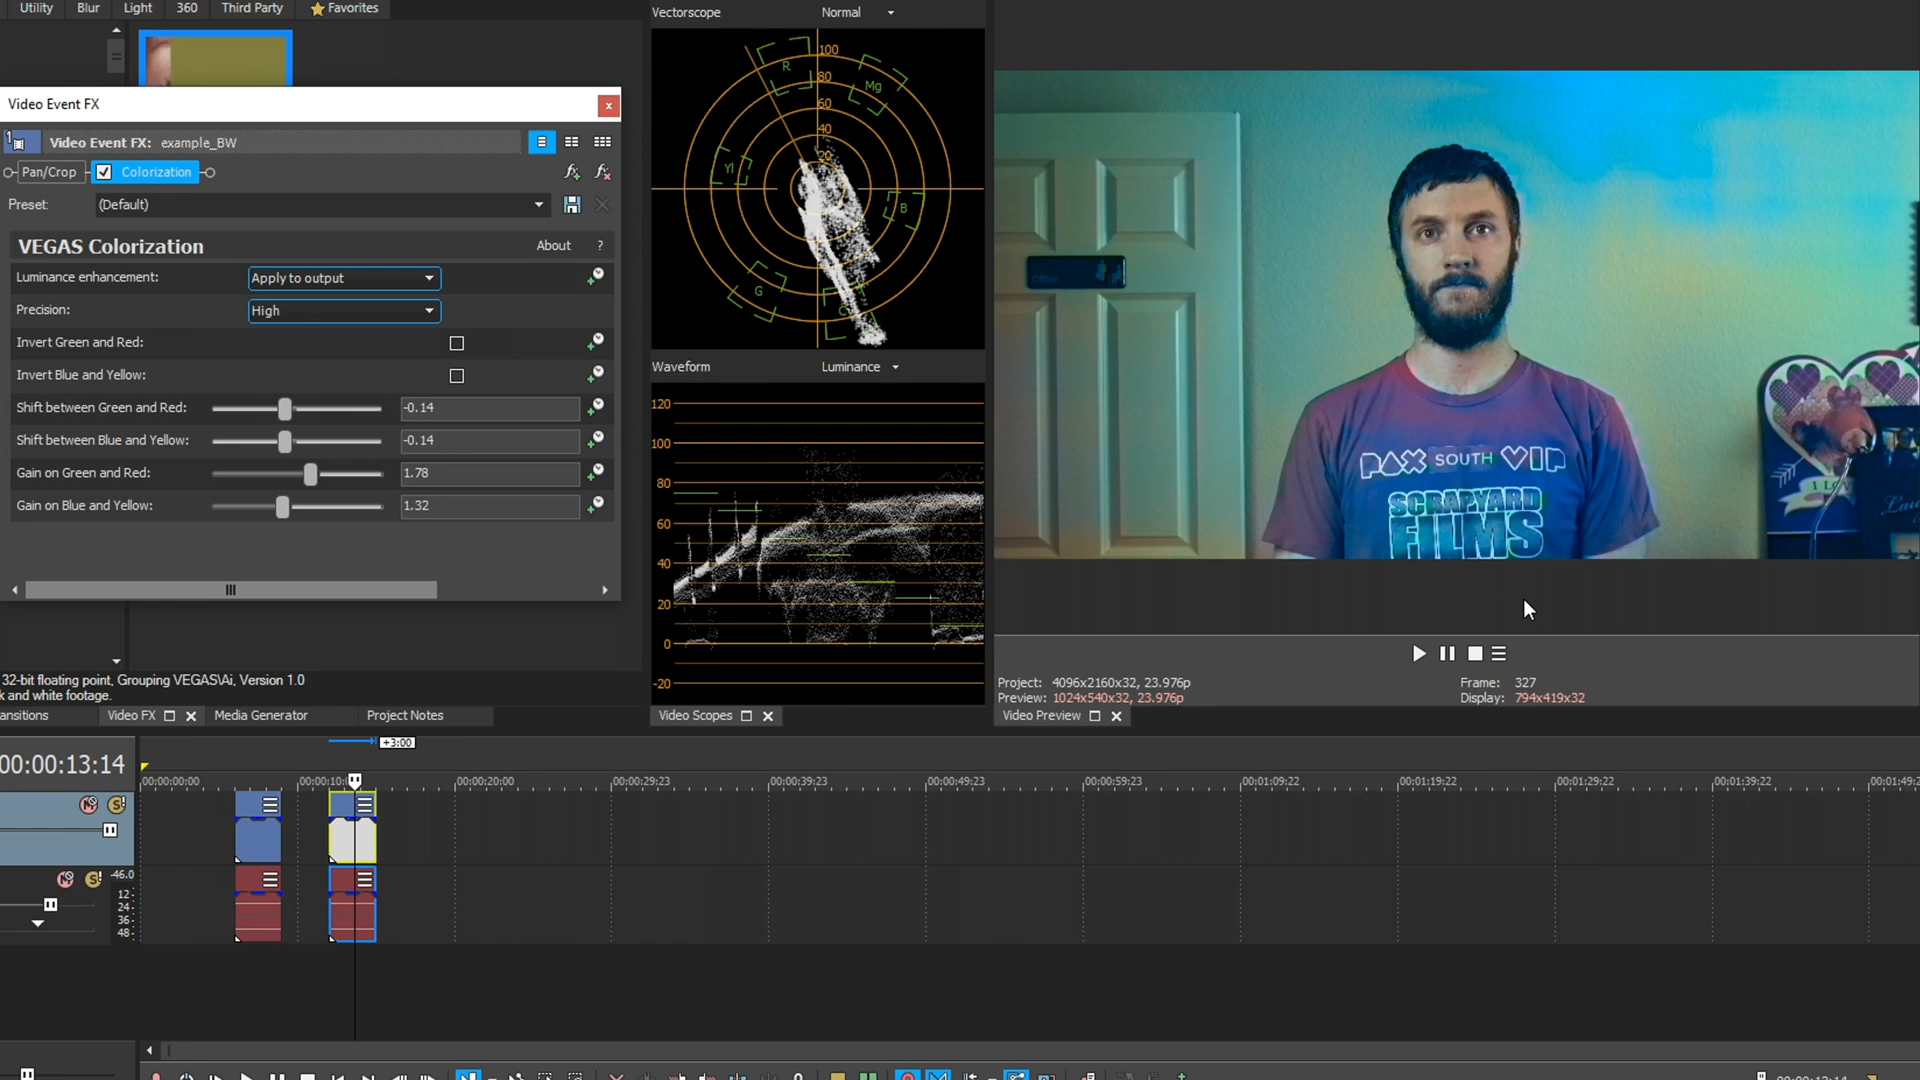 Utility Blur Light 360 Third Party Favorites
Video Event FX
Video Event FX: example_BW
Pan/Crop Colorization
Preset: (Default)
VEGAS Colorization About ?
Luminance enhancement: Apply to output
Precision: High
Invert Green and Red:
Invert Blue and Yellow:
Shift between Green and Red: -0.14
Shift between Blue and Yellow: -0.14
Gain on Green and Red: 1.78
Gain on Blue and Yellow: 1.32
32-bit floating point, Grouping VEGAS\Ai, Version 1.0
k and white footage.
ansitions Video FX Media Generator Project Notes
Vectorscope Normal
100
80
60
40
20
R
Mg
Yl
B
G
Waveform Luminance
120
100
80
60
40
20
0
-20
Video Scopes
PAX SOUTH VIP
SCRAPYARD
FILMS
I LO
Project: 4096x2160x32, 23.976p
Preview: 1024x540x32, 23.976p
Frame: 327
Display: 794x419x32
Video Preview
00:00:13:14
+3:00
00:00:00:00 00:00:10: 00:00:20:00 00:00:29:23 00:00:39:23 00:00:49:23 00:00:59:23 00:01:09:22 00:01:19:22 00:01:29:22 00:01:39:22 00:01:49:2
M S
M S
-46.0
12-
24-
36-
48-